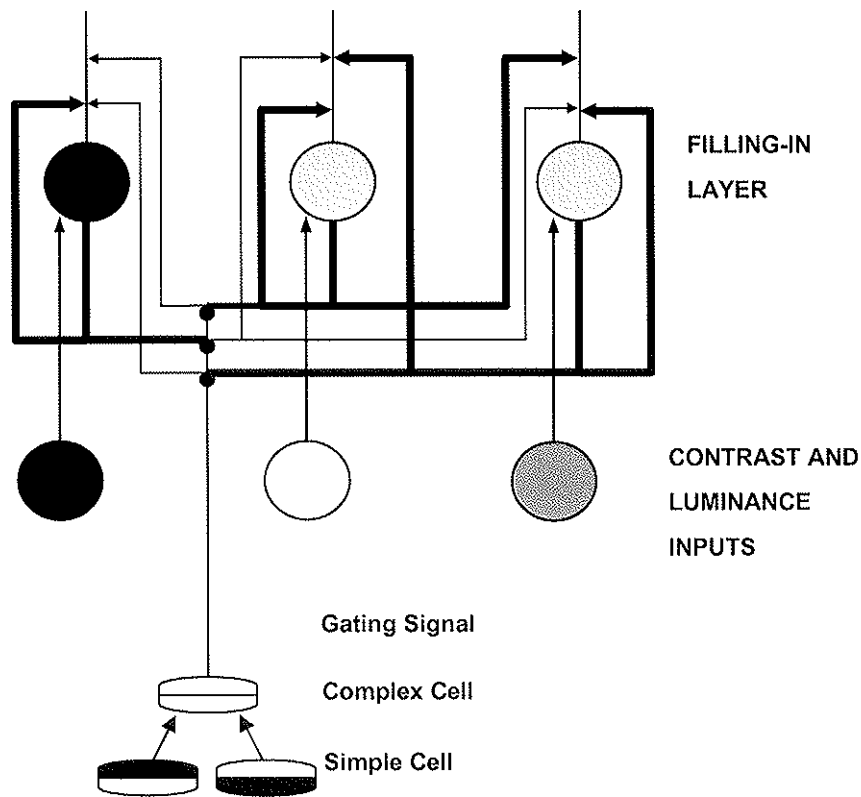 FILLING-IN
LAYER
CONTRAST AND
LUMINANCE
INPUTS
Gating Signal
Complex Cell
Simple Cell